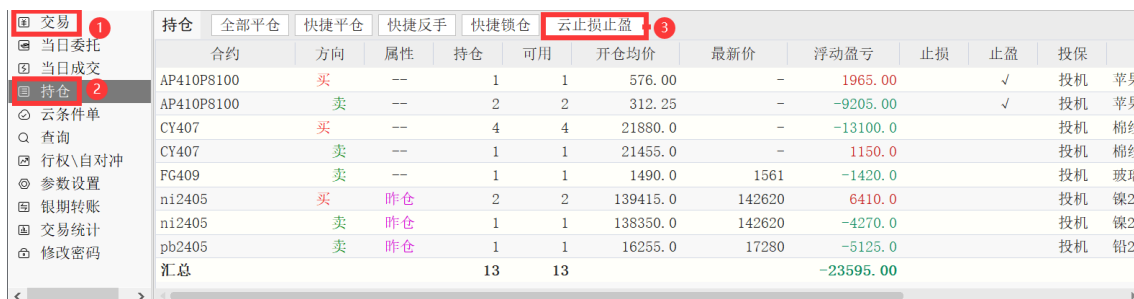 交易 1
当日委托
当日成交
持仓 2
云条件单
查询
行权\自对冲
参数设置
银期转账
交易统计
修改密码
持仓 全部平仓 快捷平仓 快捷反手 快捷锁仓 云止损止盈 3
合约 方向 属性 持仓 可用 开仓均价 最新价 浮动盈亏 止损 止盈 投保
AP410P8100 买 -- 1 1 576.00 - 1965.00 √ 投机 苹果
AP410P8100 卖 -- 2 2 312.25 - -9205.00 √ 投机 苹果
CY407 买 -- 4 4 21880.0 - -13100.0 投机 棉纱
CY407 卖 -- 1 1 21455.0 - 1150.0 投机 棉纱
FG409 卖 -- 1 1 1490.0 1561 -1420.0 投机 玻璃
ni2405 买 昨仓 2 2 139415.0 142620 6410.0 投机 镍2
ni2405 卖 昨仓 1 1 138350.0 142620 -4270.0 投机 镍2
pb2405 卖 昨仓 1 1 16255.0 17280 -5125.0 投机 铅2
汇总 13 13 -23595.00